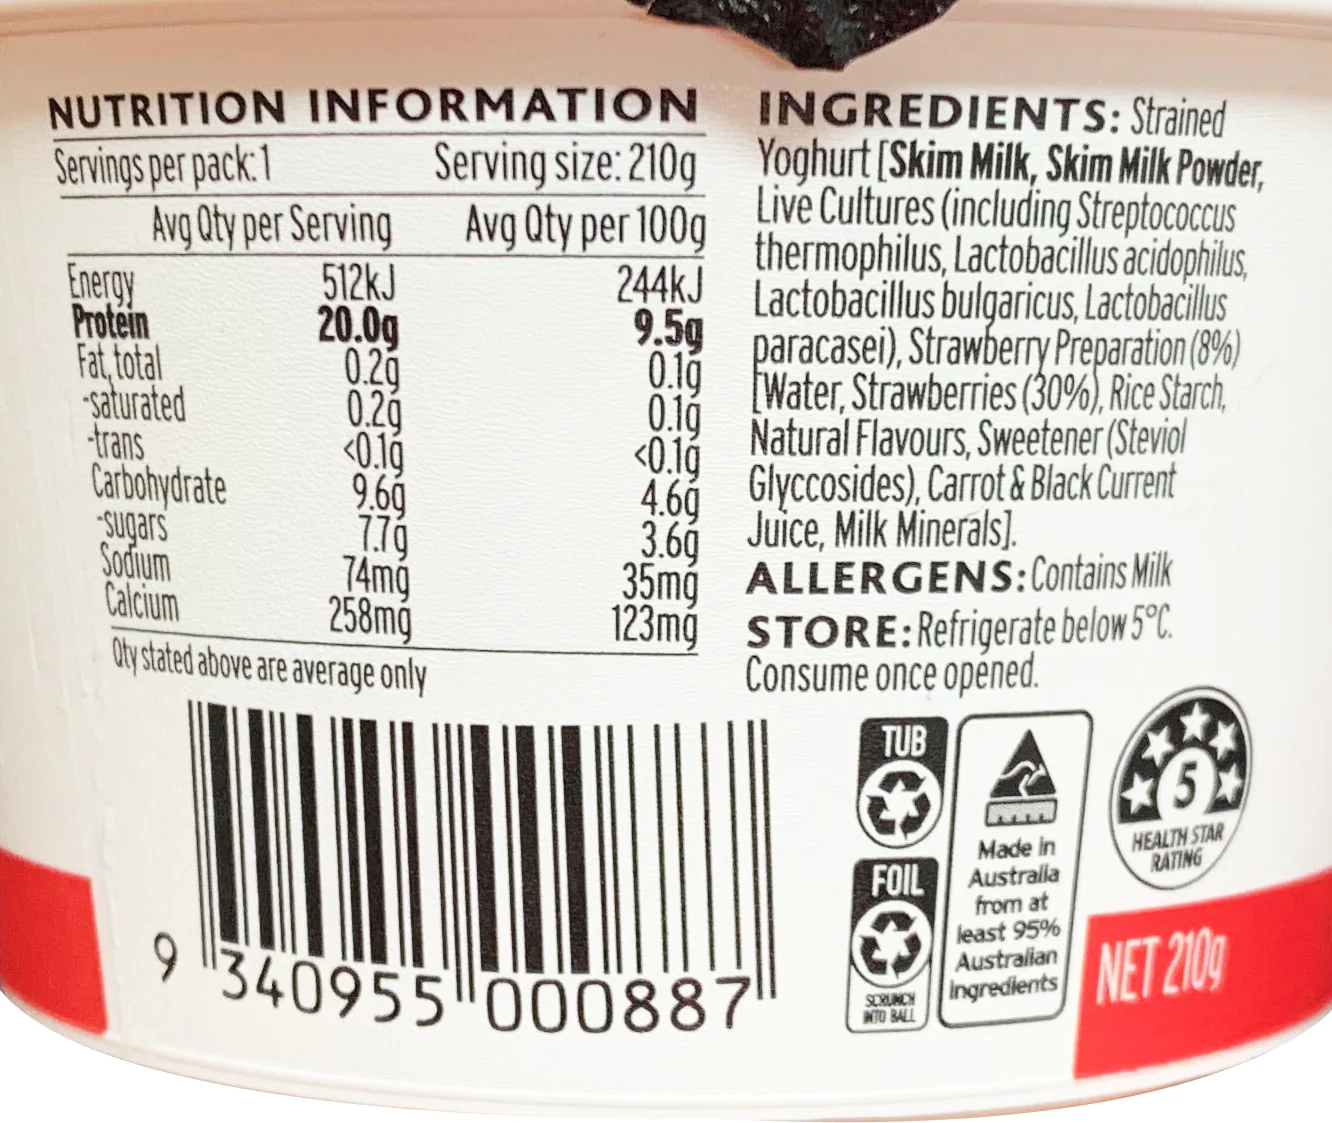 NUTRITION INFORMATION
Servings per pack: 1 Serving size: 210g
Avg Qty per Serving Avg Qty per 100g
Energy 512kJ 244kJ
Protein 20.0g 9.5g
Fat, total 0.2g 0.1g
-saturated 0.2g 0.1g
-trans <0.1g <0.1g
Carbohydrate 9.6g 4.6g
-sugars 7.7g 3.6g
Sodium 74mg 35mg
Calcium 258mg 123mg
Qty stated above are average only
9 340955 000887
INGREDIENTS: Strained
Yoghurt [Skim Milk, Skim Milk Powder,
Live Cultures (including Streptococcus
thermophilus, Lactobacillus acidophilus,
Lactobacillus bulgaricus, Lactobacillus
paracasei), Strawberry Preparation (8%)
[Water, Strawberries (30%), Rice Starch,
Natural Flavours, Sweetener (Steviol
Glyccosides), Carrot & Black Current
Juice, Milk Minerals].
ALLERGENS: Contains Milk
STORE: Refrigerate below 5°C.
Consume once opened.
TUB
FOIL
SCRUNCH
INTO BALL
Made in
Australia
from at
least 95%
Australian
ingredients
5
HEALTH STAR
RATING
NET 210g